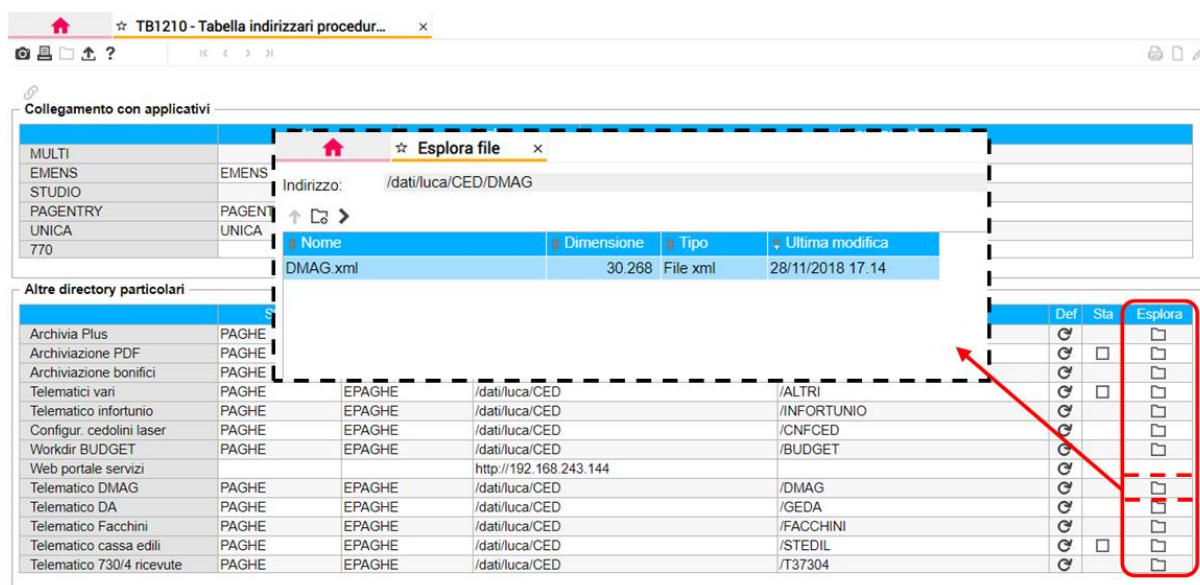 ☆ TB1210 - Tabella indirizzari procedur... ×
?
Collegamento con applicativi
MULTI
EMENS EMENS
STUDIO
PAGENTRY PAGENT
UNICA UNICA
770
☆ Esplora file ×
Indirizzo: /dati/luca/CED/DMAG
Nome Dimensione Tipo Ultima modifica
DMAG.xml 30.268 File xml 28/11/2018 17.14
Altre directory particolari
S Def Sta Esplora
Archivia Plus PAGHE
Archiviazione PDF PAGHE
Archiviazione bonifici PAGHE
Telematici vari PAGHE EPAGHE /dati/luca/CED /ALTRI
Telematico infortunio PAGHE EPAGHE /dati/luca/CED /INFORTUNIO
Configur. cedolini laser PAGHE EPAGHE /dati/luca/CED /CNFCED
Workdir BUDGET PAGHE EPAGHE /dati/luca/CED /BUDGET
Web portale servizi http://192.168.243.144
Telematico DMAG PAGHE EPAGHE /dati/luca/CED /DMAG
Telematico DA PAGHE EPAGHE /dati/luca/CED /GEDA
Telematico Facchini PAGHE EPAGHE /dati/luca/CED /FACCHINI
Telematico cassa edili PAGHE EPAGHE /dati/luca/CED /STEDIL
Telematico 730/4 ricevute PAGHE EPAGHE /dati/luca/CED /T37304